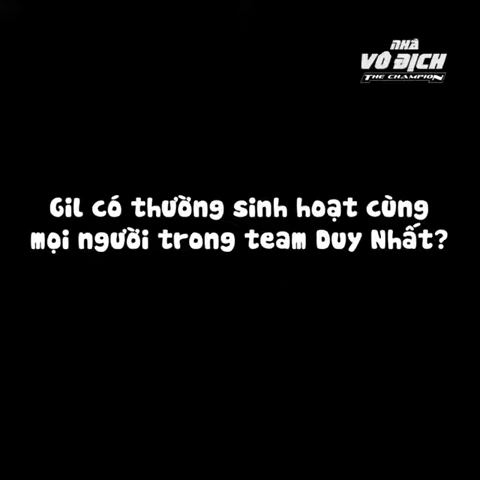 NHÀ
VÔ ĐỊCH
THE CHAMPION
Gil có thường sinh hoạt cùng
mọi người trong team Duy Nhất?